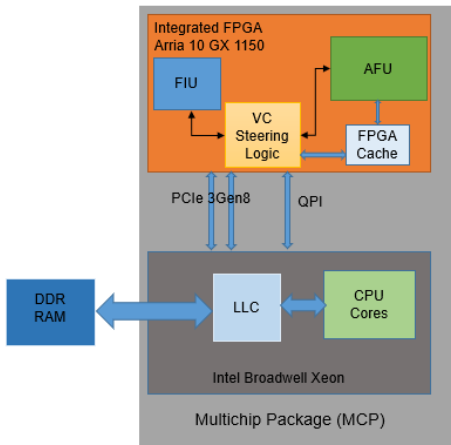 Integrated FPGA
Arria 10 GX 1150
FIU
AFU
VC
Steering
Logic
FPGA
Cache
PCIe 3Gen8
QPI
DDR
RAM
LLC
CPU
Cores
Intel Broadwell Xeon
Multichip Package (MCP)